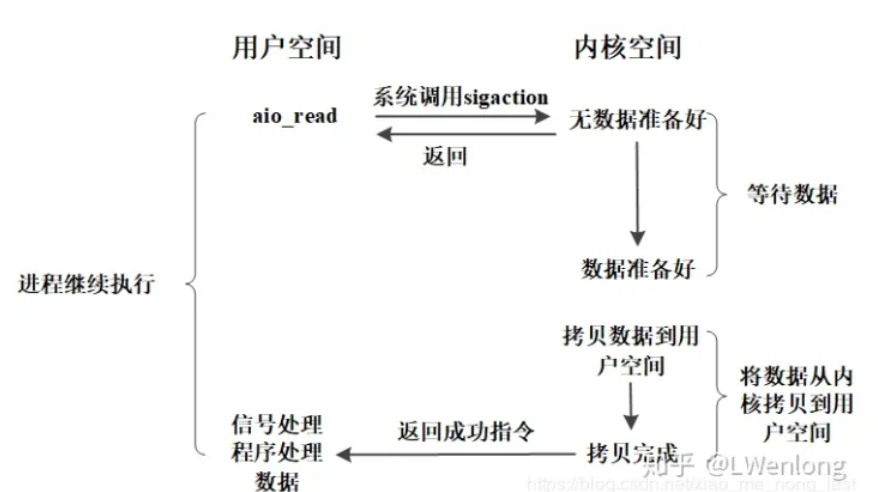 用户空间
内核空间
系统调用sigaction
aio_read
无数据准备好
返回
等待数据
数据准备好
进程继续执行
拷贝数据到用
户空间
将数据从内
核拷贝到用
户空间
信号处理
程序处理
数据
返回成功指令
拷贝完成
知乎 @LWenlong
https://blog.csdn.net/xiao_me_nong_last